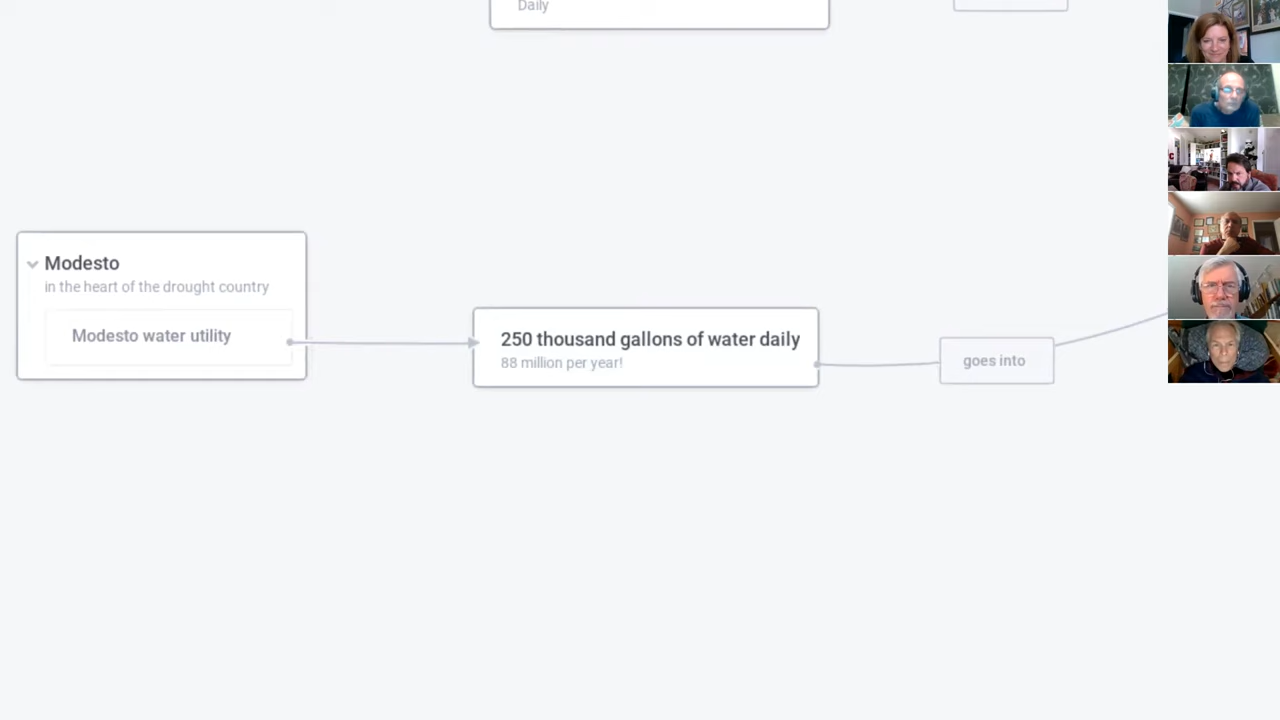 Daily
Modesto
in the heart of the drought country
Modesto water utility
250 thousand gallons of water daily
88 million per year!
goes into